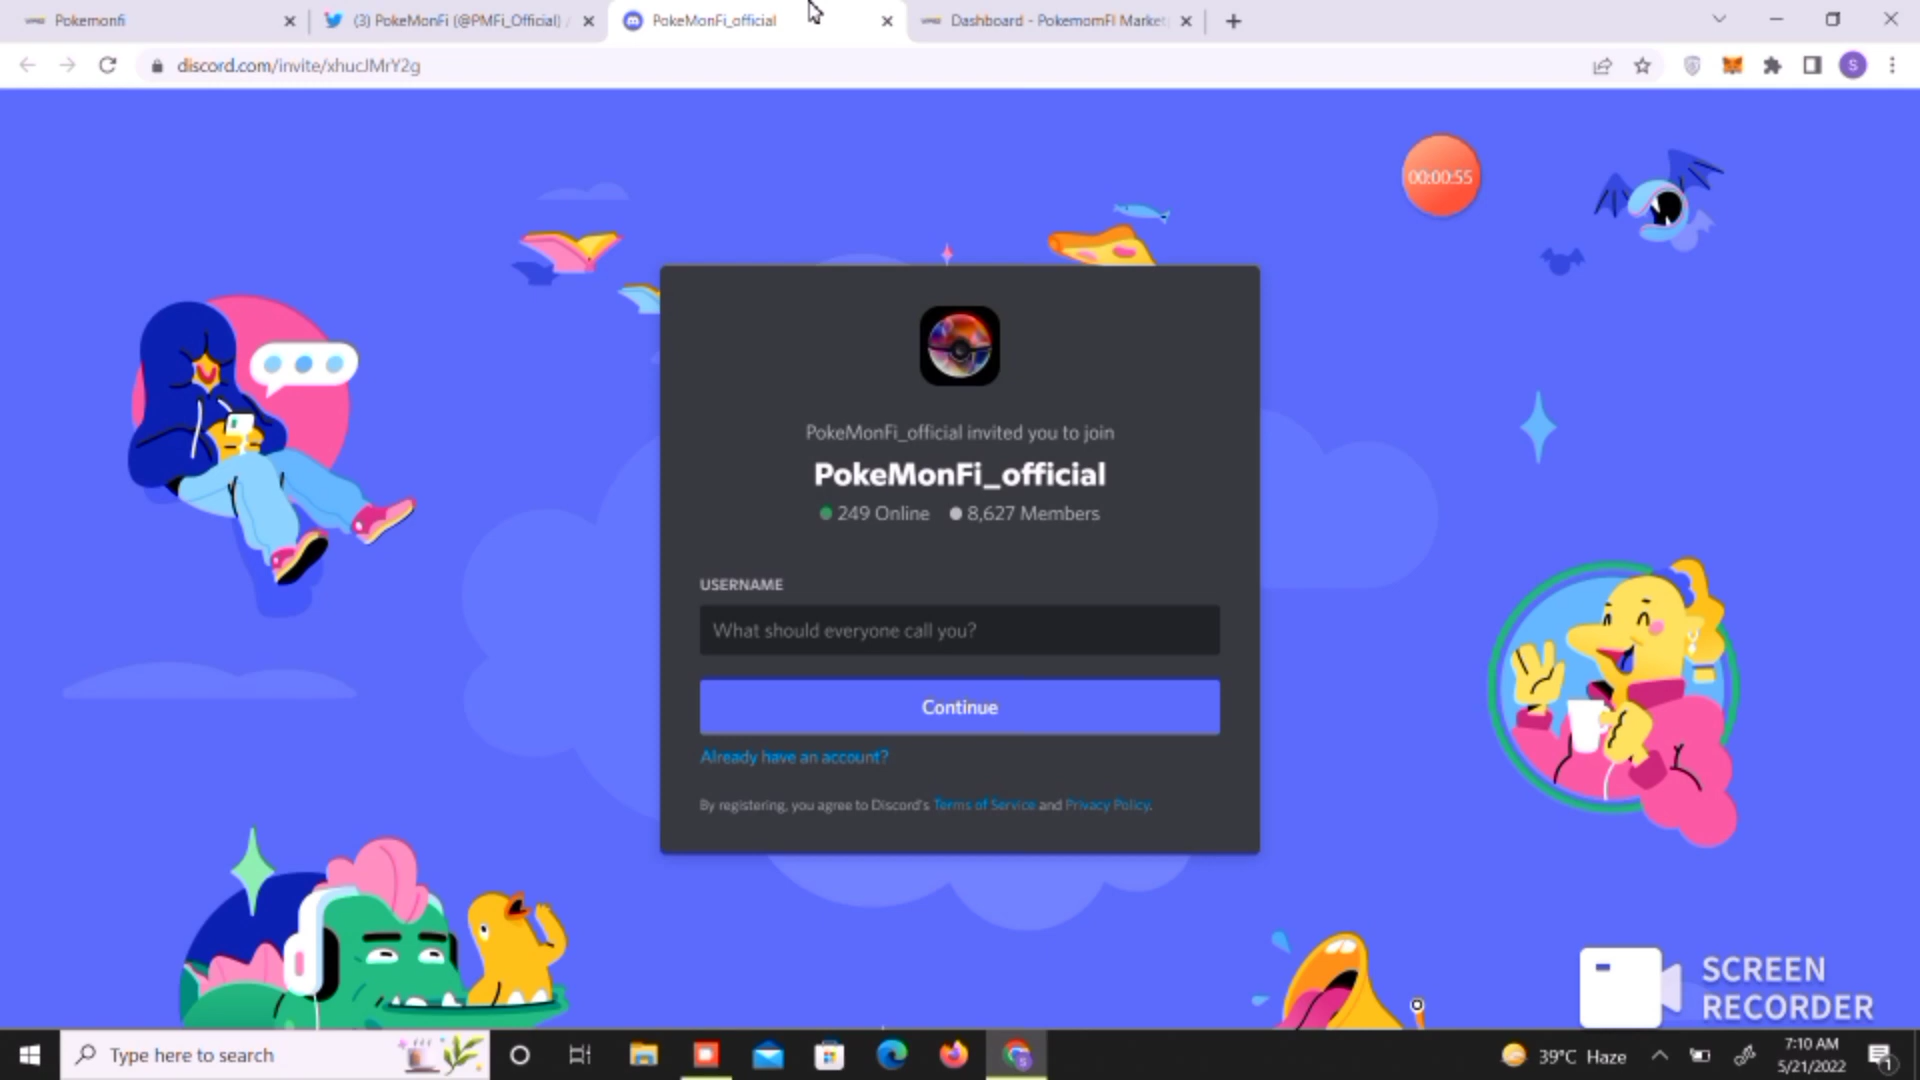 Pokemonfi
(3) PokeMonFi (@PMFi_Official) /
PokeMonFi_official
Dashboard - PokemomFI Market
discord.com/invite/xhucJMrY2g
S
00:00:55
PokeMonFi_official invited you to join
PokeMonFi_official
249 Online 8,627 Members
USERNAME
What should everyone call you?
Continue
Already have an account?
By registering, you agree to Discord's Terms of Service and Privacy Policy.
SCREEN
RECORDER
Type here to search
39°C Haze
7:10 AM
5/21/2022
1